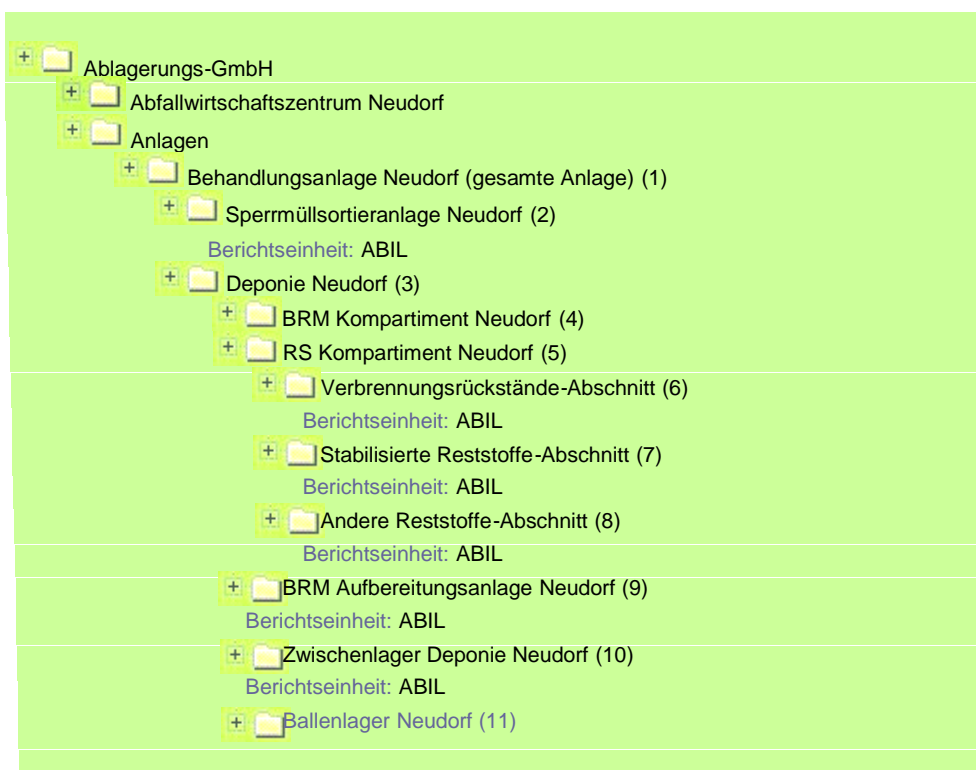 Ablagerungs-GmbH
Abfallwirtschaftszentrum Neudorf
Anlagen
Behandlungsanlage Neudorf (gesamte Anlage) (1)
Sperrmüllsortieranlage Neudorf (2)
Berichtseinheit: ABIL
Deponie Neudorf (3)
BRM Kompartiment Neudorf (4)
RS Kompartiment Neudorf (5)
Verbrennungsrückstände-Abschnitt (6)
Berichtseinheit: ABIL
Stabilisierte Reststoffe-Abschnitt (7)
Berichtseinheit: ABIL
Andere Reststoffe-Abschnitt (8)
Berichtseinheit: ABIL
BRM Aufbereitungsanlage Neudorf (9)
Berichtseinheit: ABIL
Zwischenlager Deponie Neudorf (10)
Berichtseinheit: ABIL
Ballenlager Neudorf (11)